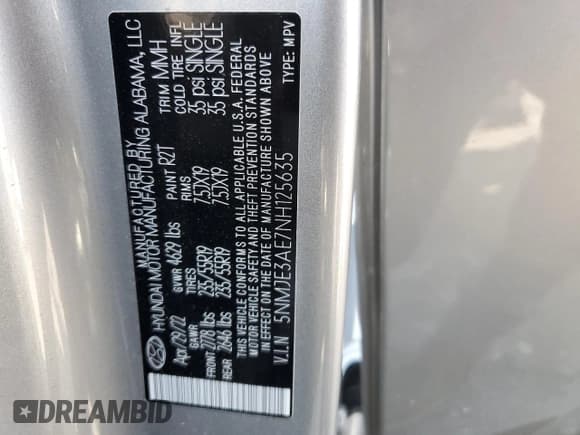 MANUFACTURED BY
HYUNDAI MOTOR MANUFACTURING ALABAMA, LLC
Apr/29/22 GVWR 4629 lbs PAINT R2T TRIM MMH
GAWR TIRES RIMS COLD TIRE INFL
FRONT 2778 lbs 235/55R19 7.5JX19 35 psi SINGLE
REAR 2646 lbs 235/55R19 7.5JX19 35 psi SINGLE
THIS VEHICLE CONFORMS TO ALL APPLICABLE U.S.A. FEDERAL
MOTOR VEHICLE SAFETY AND THEFT PREVENTION STANDARDS
IN EFFECT ON THE DATE OF MANUFACTURE SHOWN ABOVE
V.I.N 5NMJE3AE7NH125635 TYPE: MPV
DREAMBID